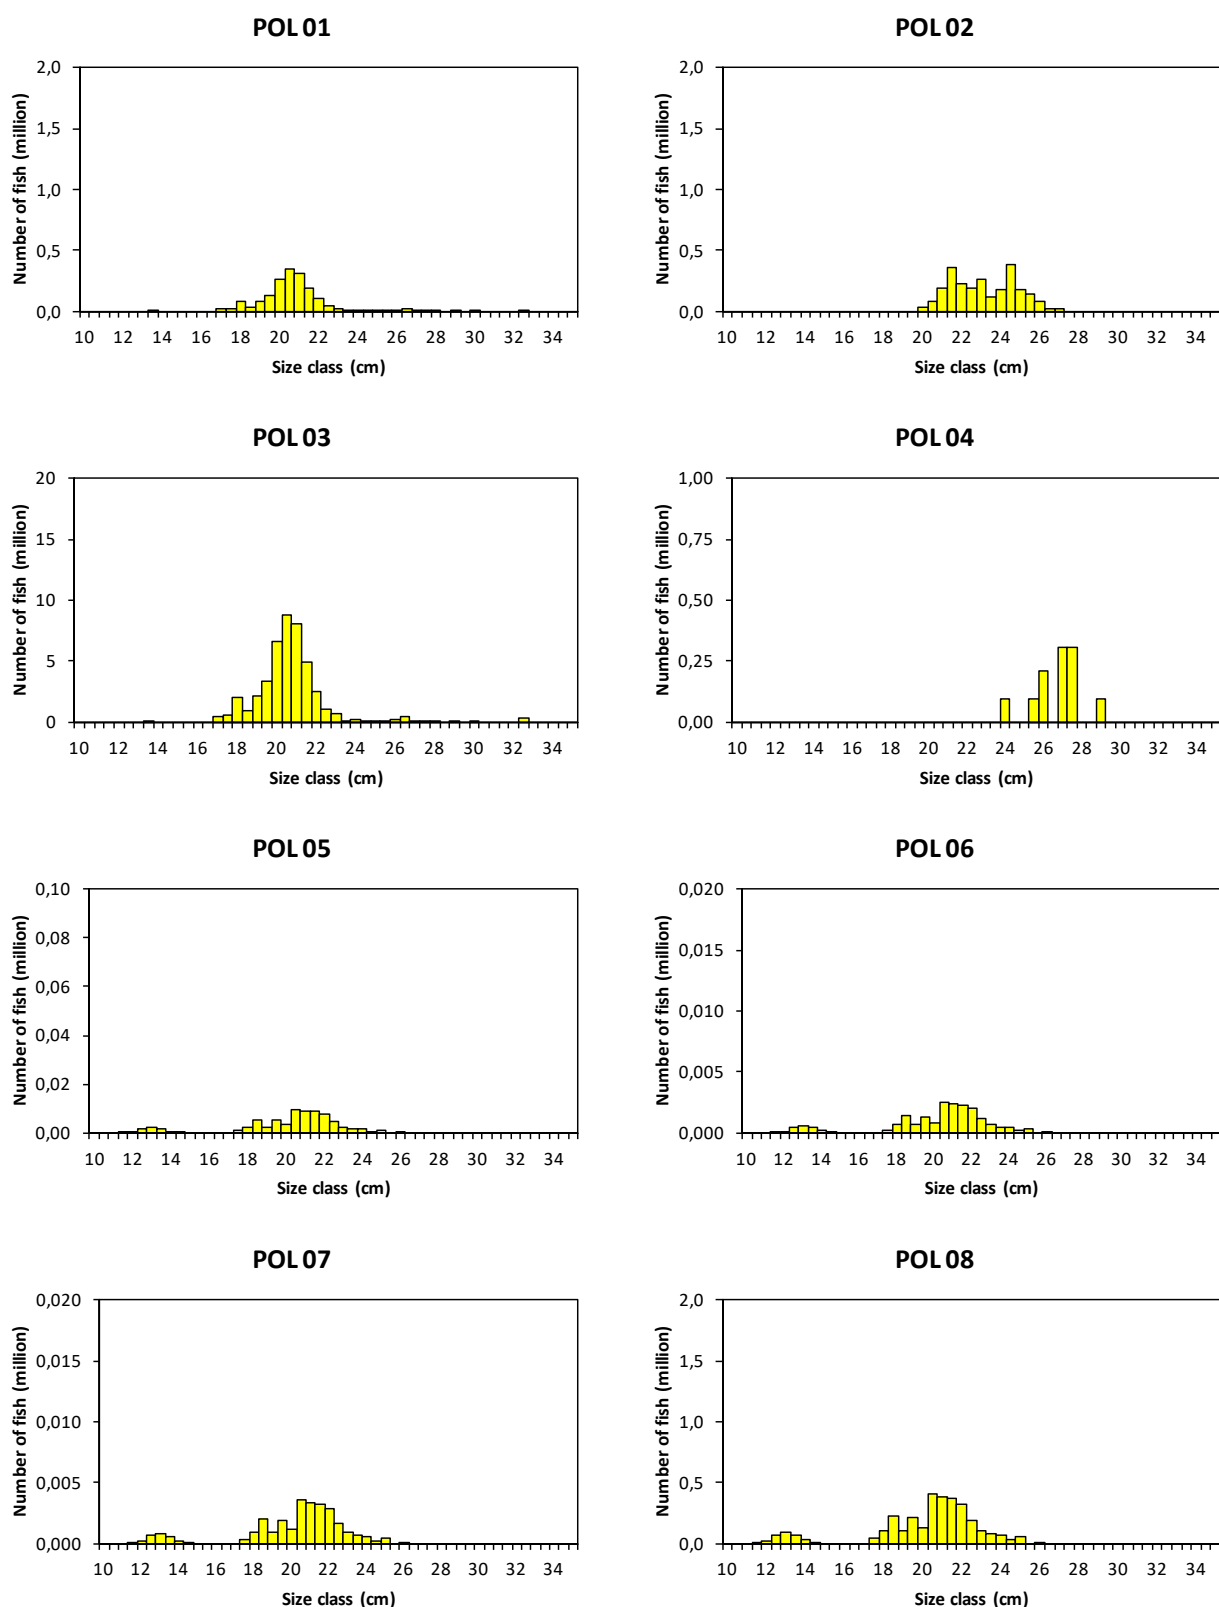 POL 01
Number of fish (million)
2,0
1,5
1,0
0,5
0,0
10 12 14 16 18 20 22 24 26 28 30 32 34
Size class (cm)
POL 02
Number of fish (million)
2,0
1,5
1,0
0,5
0,0
10 12 14 16 18 20 22 24 26 28 30 32 34
Size class (cm)
POL 03
Number of fish (million)
20
15
10
5
0
10 12 14 16 18 20 22 24 26 28 30 32 34
Size class (cm)
POL 04
Number of fish (million)
1,00
0,75
0,50
0,25
0,00
10 12 14 16 18 20 22 24 26 28 30 32 34
Size class (cm)
POL 05
Number of fish (million)
0,10
0,08
0,06
0,04
0,02
0,00
10 12 14 16 18 20 22 24 26 28 30 32 34
Size class (cm)
POL 06
Number of fish (million)
0,020
0,015
0,010
0,005
0,000
10 12 14 16 18 20 22 24 26 28 30 32 34
Size class (cm)
POL 07
Number of fish (million)
0,020
0,015
0,010
0,005
0,000
10 12 14 16 18 20 22 24 26 28 30 32 34
Size class (cm)
POL 08
Number of fish (million)
2,0
1,5
1,0
0,5
0,0
10 12 14 16 18 20 22 24 26 28 30 32 34
Size class (cm)